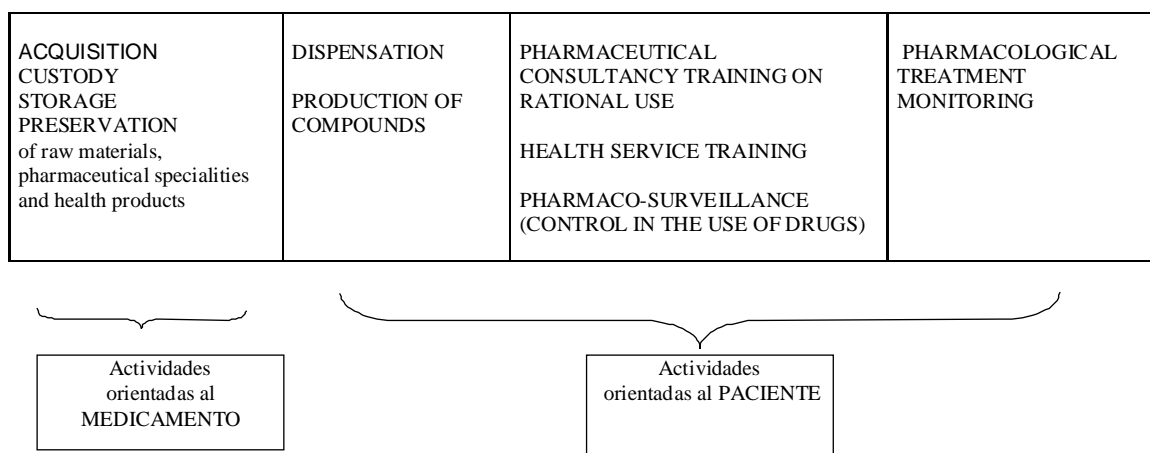 ACQUISITION
CUSTODY
STORAGE
PRESERVATION
of raw materials,
pharmaceutical specialities
and health products
DISPENSATION
PRODUCTION OF
COMPOUNDS
PHARMACEUTICAL
CONSULTANCY TRAINING ON
RATIONAL USE
HEALTH SERVICE TRAINING
PHARMACO-SURVEILLANCE
(CONTROL IN THE USE OF DRUGS)
PHARMACOLOGICAL
TREATMENT
MONITORING
Actividades
orientadas al
MEDICAMENTO
Actividades
orientadas al PACIENTE